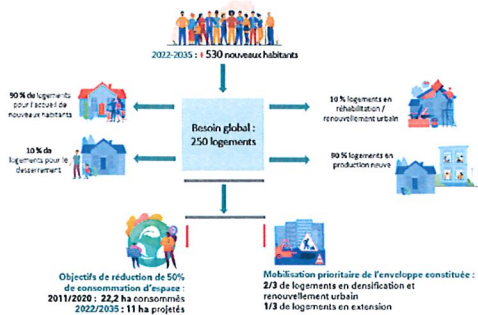 2022-2035 : + 530 nouveaux habitants
90 % de logements
pour l'accueil de
nouveaux habitants
10 % de
logements pour le
desserrement
Besoin global :
250 logements
10 % logements en
réhabilitation /
renouvellement urbain
90 % logements en
production neuve
Objectifs de réduction de 50%
de consommation d'espace :
2011/2020 : 22,2 ha consommés
2022/2035 : 11 ha projetés
Mobilisation prioritaire de l'enveloppe constituée :
2/3 de logements en densification et
renouvellement urbain
1/3 de logements en extension